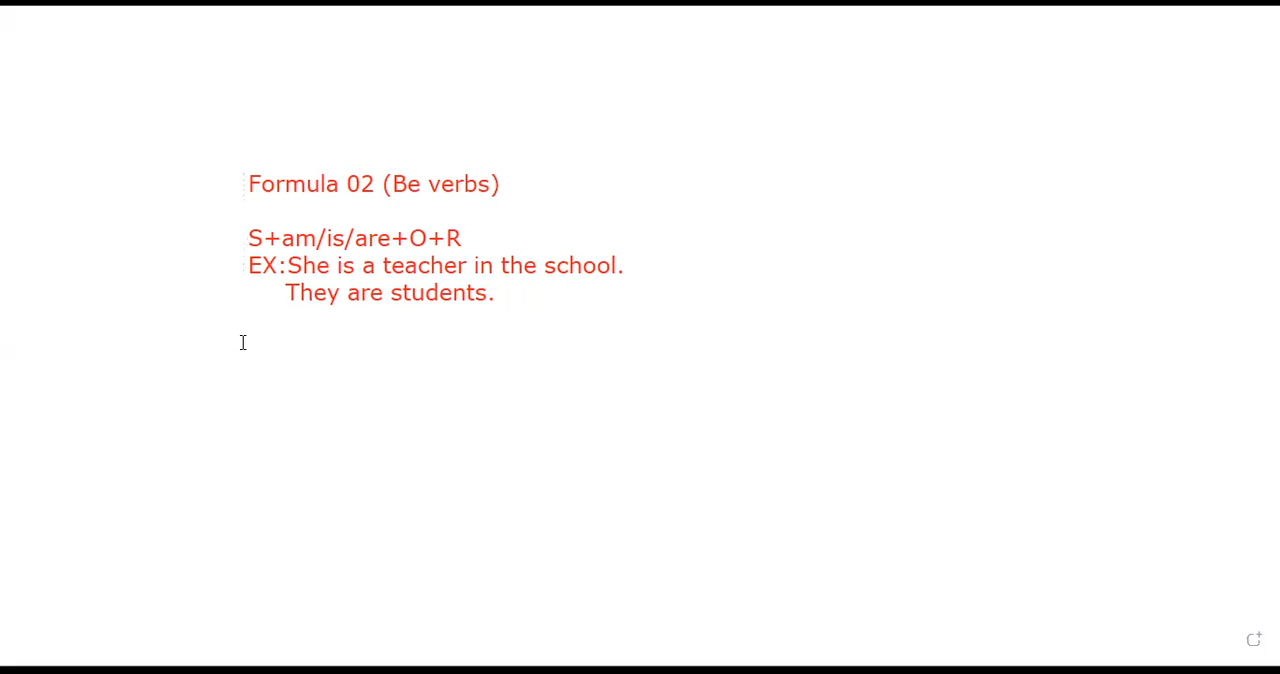 Formula 02 (Be verbs)
S+am/is/are+O+R
EX:She is a teacher in the school.
They are students.